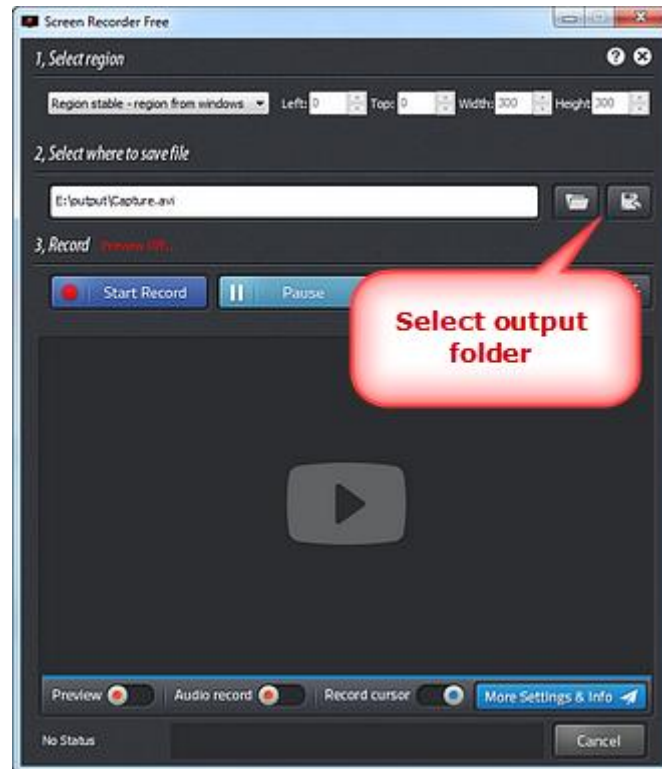 Screen Recorder Free
1, Select region
Region stable - region from windows
Left: 0
Top: 0
Width: 300
Height 300
2, Select where to save file
E:\output\Capture.avi
3, Record
Start Record
Pause
Select output
folder
Preview
Audio record
Record cursor
More Settings & Info
No Status
Cancel